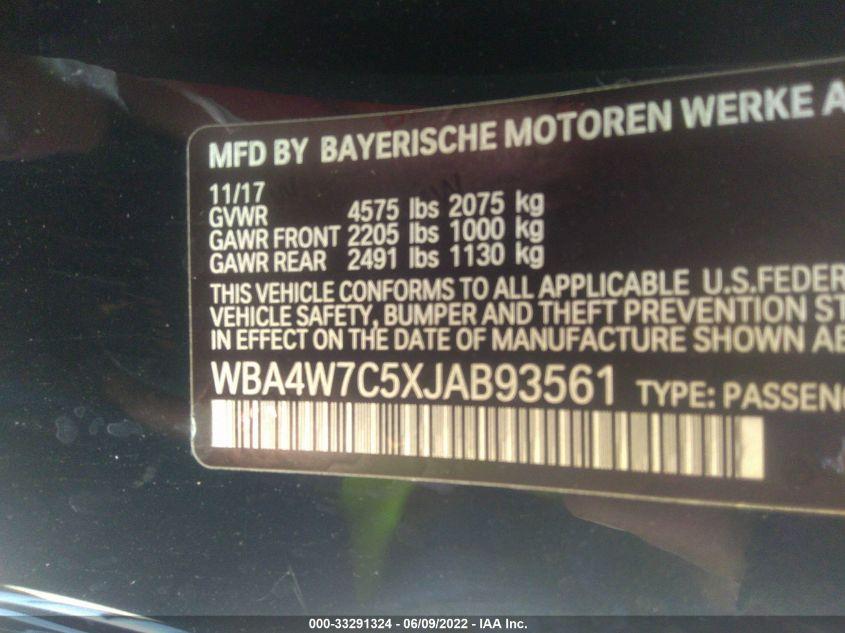 MFD BY BAYERISCHE MOTOREN WERKE A
11/17
GVWR 4575 lbs 2075 kg
GAWR FRONT 2205 lbs 1000 kg
GAWR REAR 2491 lbs 1130 kg
THIS VEHICLE CONFORMS TO ALL APPLICABLE U.S.FEDER
VEHICLE SAFETY, BUMPER AND THEFT PREVENTION ST
IN EFFECT ON THE DATE OF MANUFACTURE SHOWN AB
WBA4W7C5XJAB93561 TYPE: PASSEN
000-33291324 - 06/09/2022 - IAA Inc.